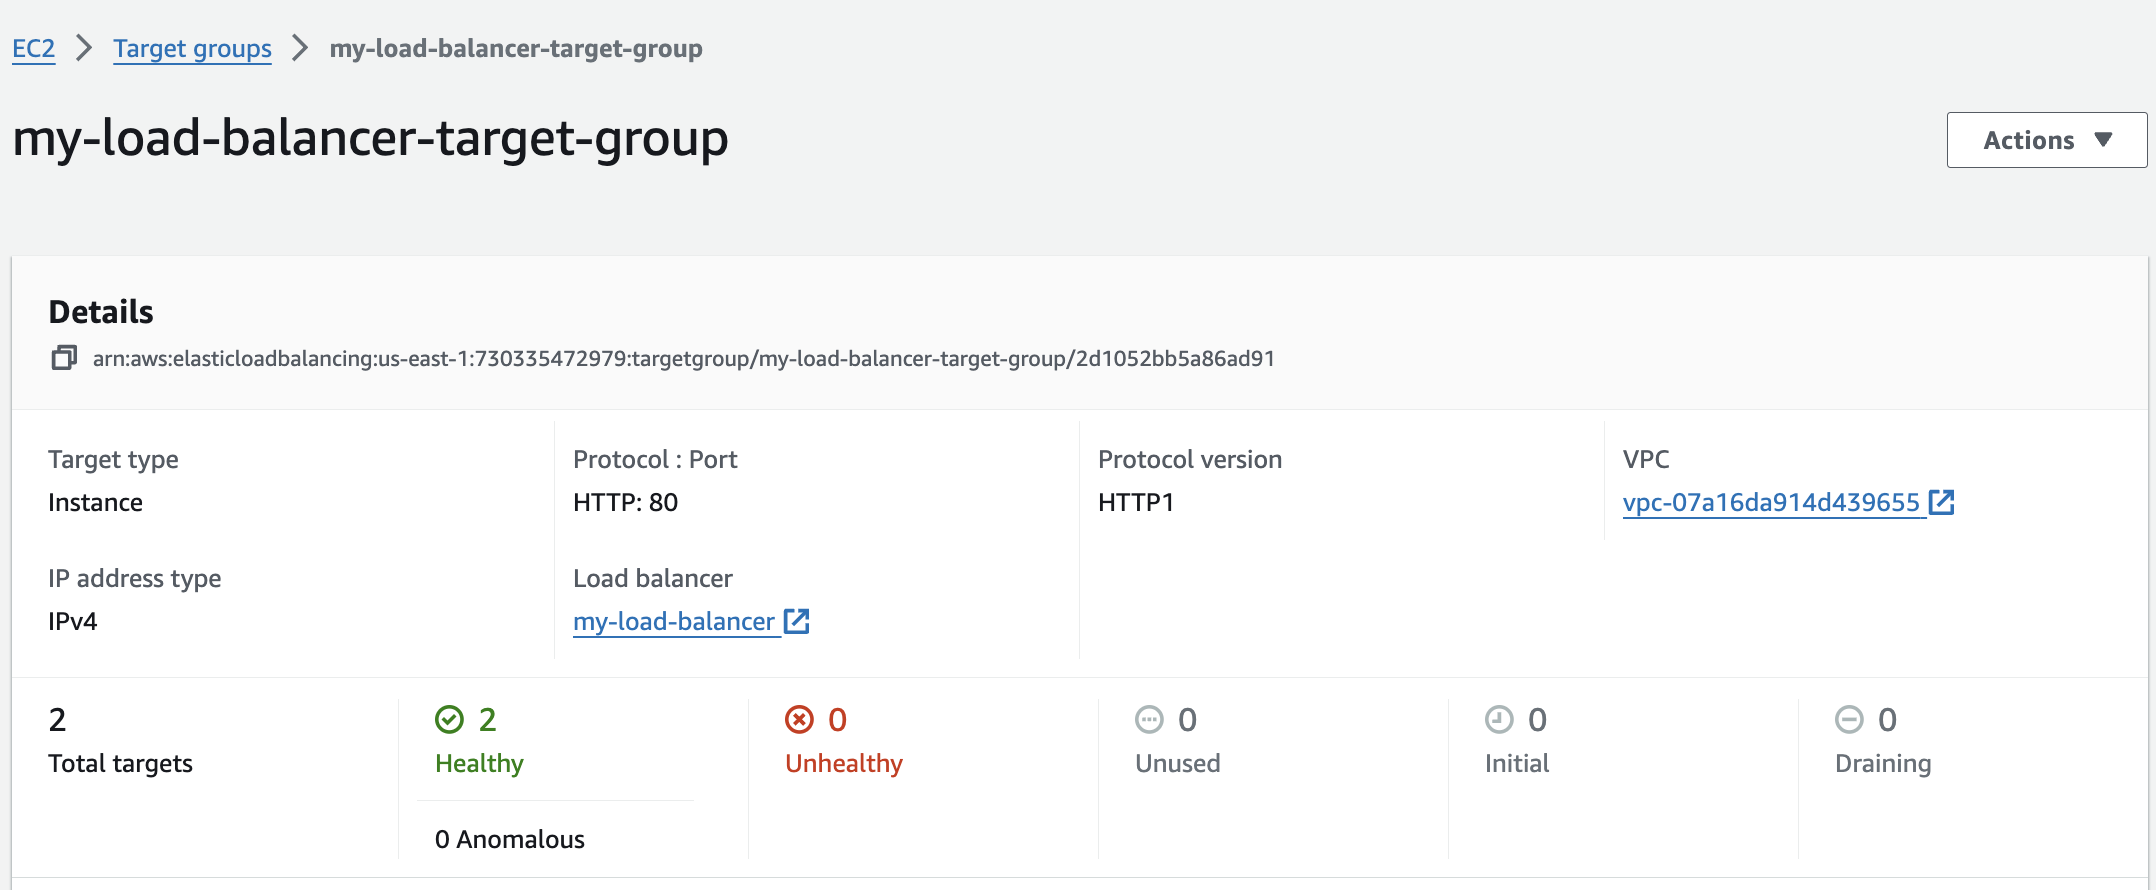 EC2 > Target groups > my-load-balancer-target-group
my-load-balancer-target-group
Actions
Details
arn:aws:elasticloadbalancing:us-east-1:730335472979:targetgroup/my-load-balancer-target-group/2d1052bb5a86ad91
Target type
Instance
Protocol : Port
HTTP: 80
Protocol version
HTTP1
VPC
vpc-07a16da914d439655
IP address type
IPv4
Load balancer
my-load-balancer
2
Total targets
2
Healthy
0 Anomalous
0
Unhealthy
0
Unused
0
Initial
0
Draining